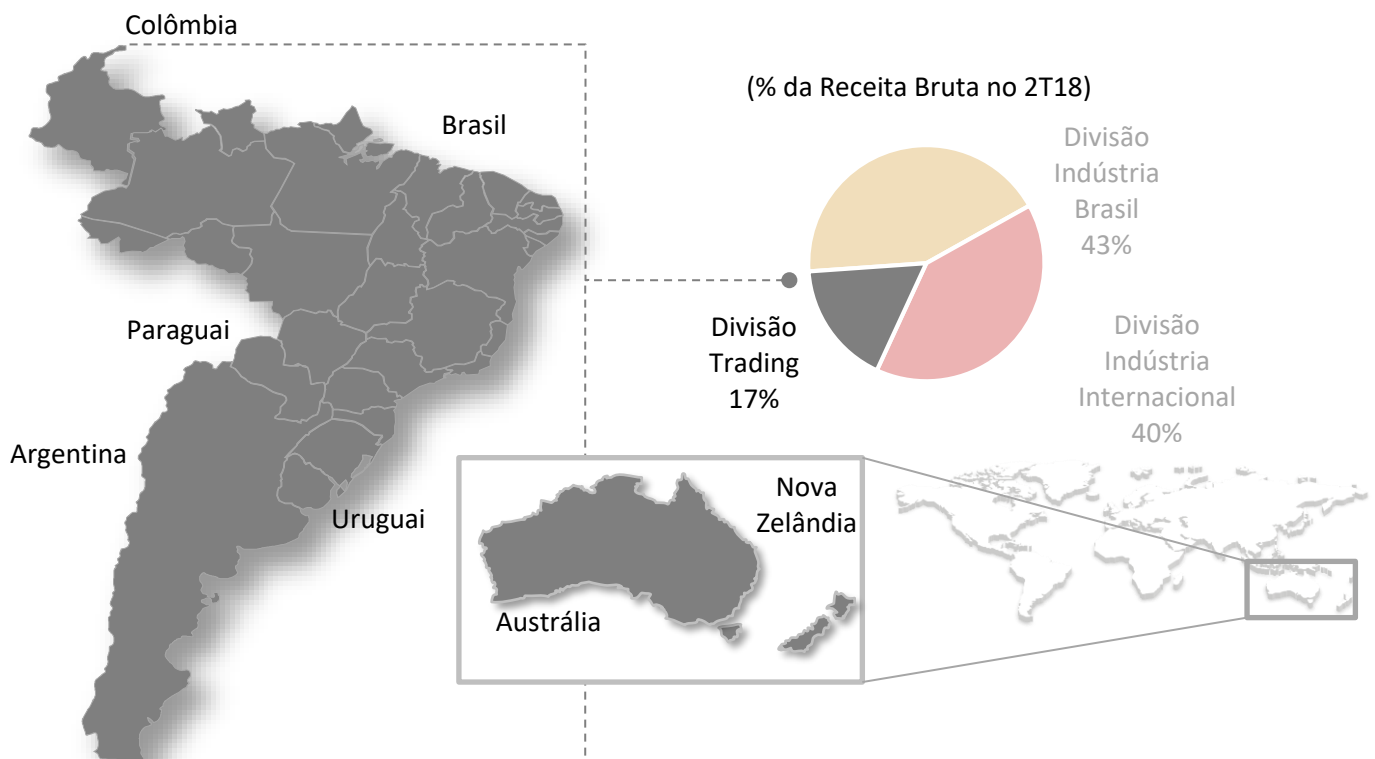 Colômbia
(% da Receita Bruta no 2T18)
Brasil
Divisão
Indústria
Brasil
43%
Paraguai
Divisão
Trading
17%
Divisão
Indústria
Internacional
40%
Argentina
Uruguai
Nova
Zelândia
Austrália